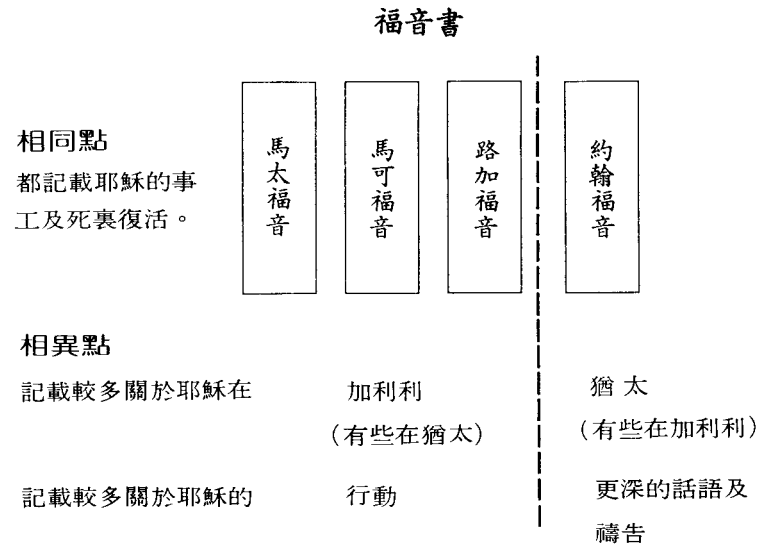 福音書
相同點
都記載耶穌的事
工及死裏復活。
馬太福音
馬可福音
路加福音
約翰福音
相異點
記載較多關於耶穌在
加利利
(有些在猶太)
猶太
(有些在加利利)
記載較多關於耶穌的
行動
更深的話語及
禱告